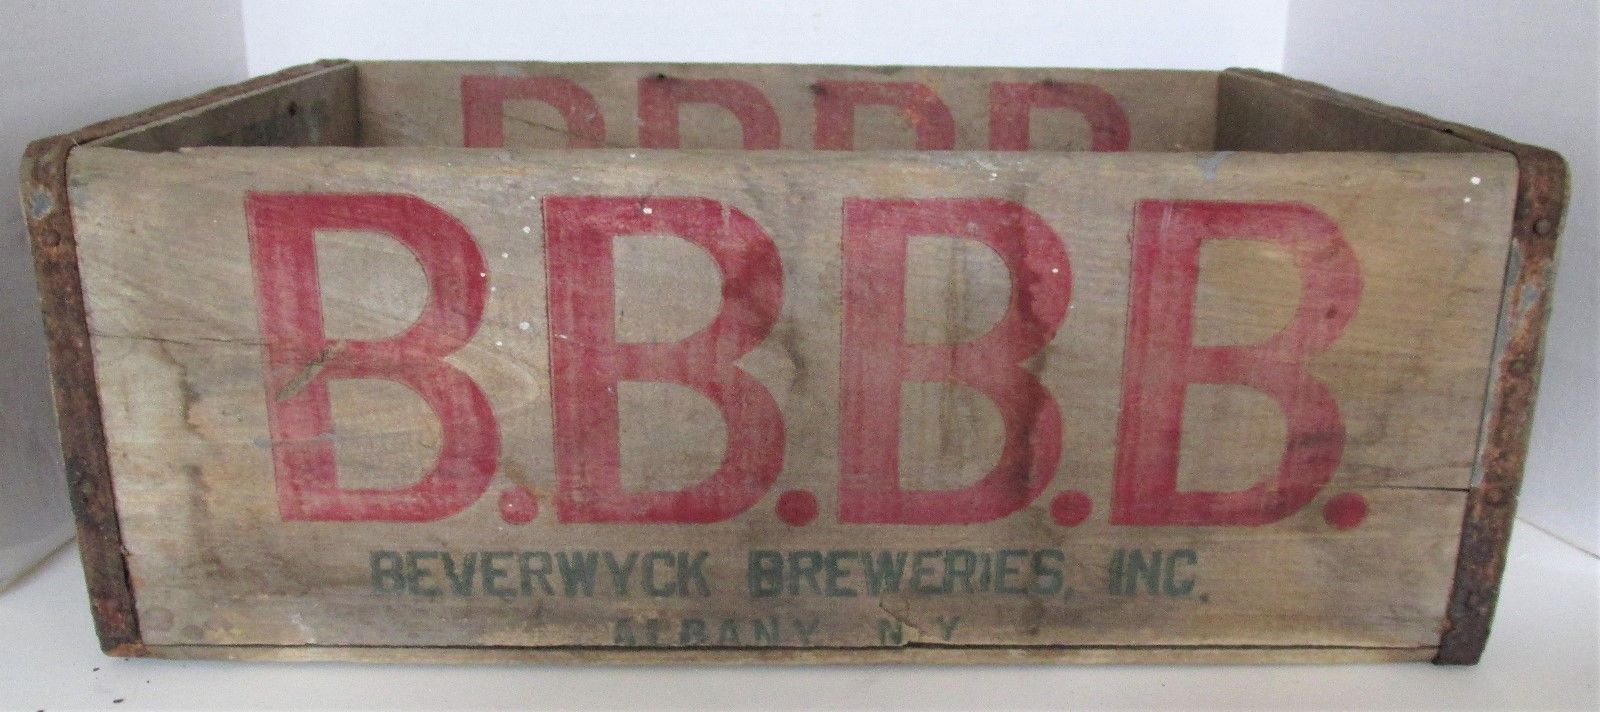 B B B B
B.B.B.B.
BEVERWYCK BREWERIES, INC.
ALBANY, N.Y.